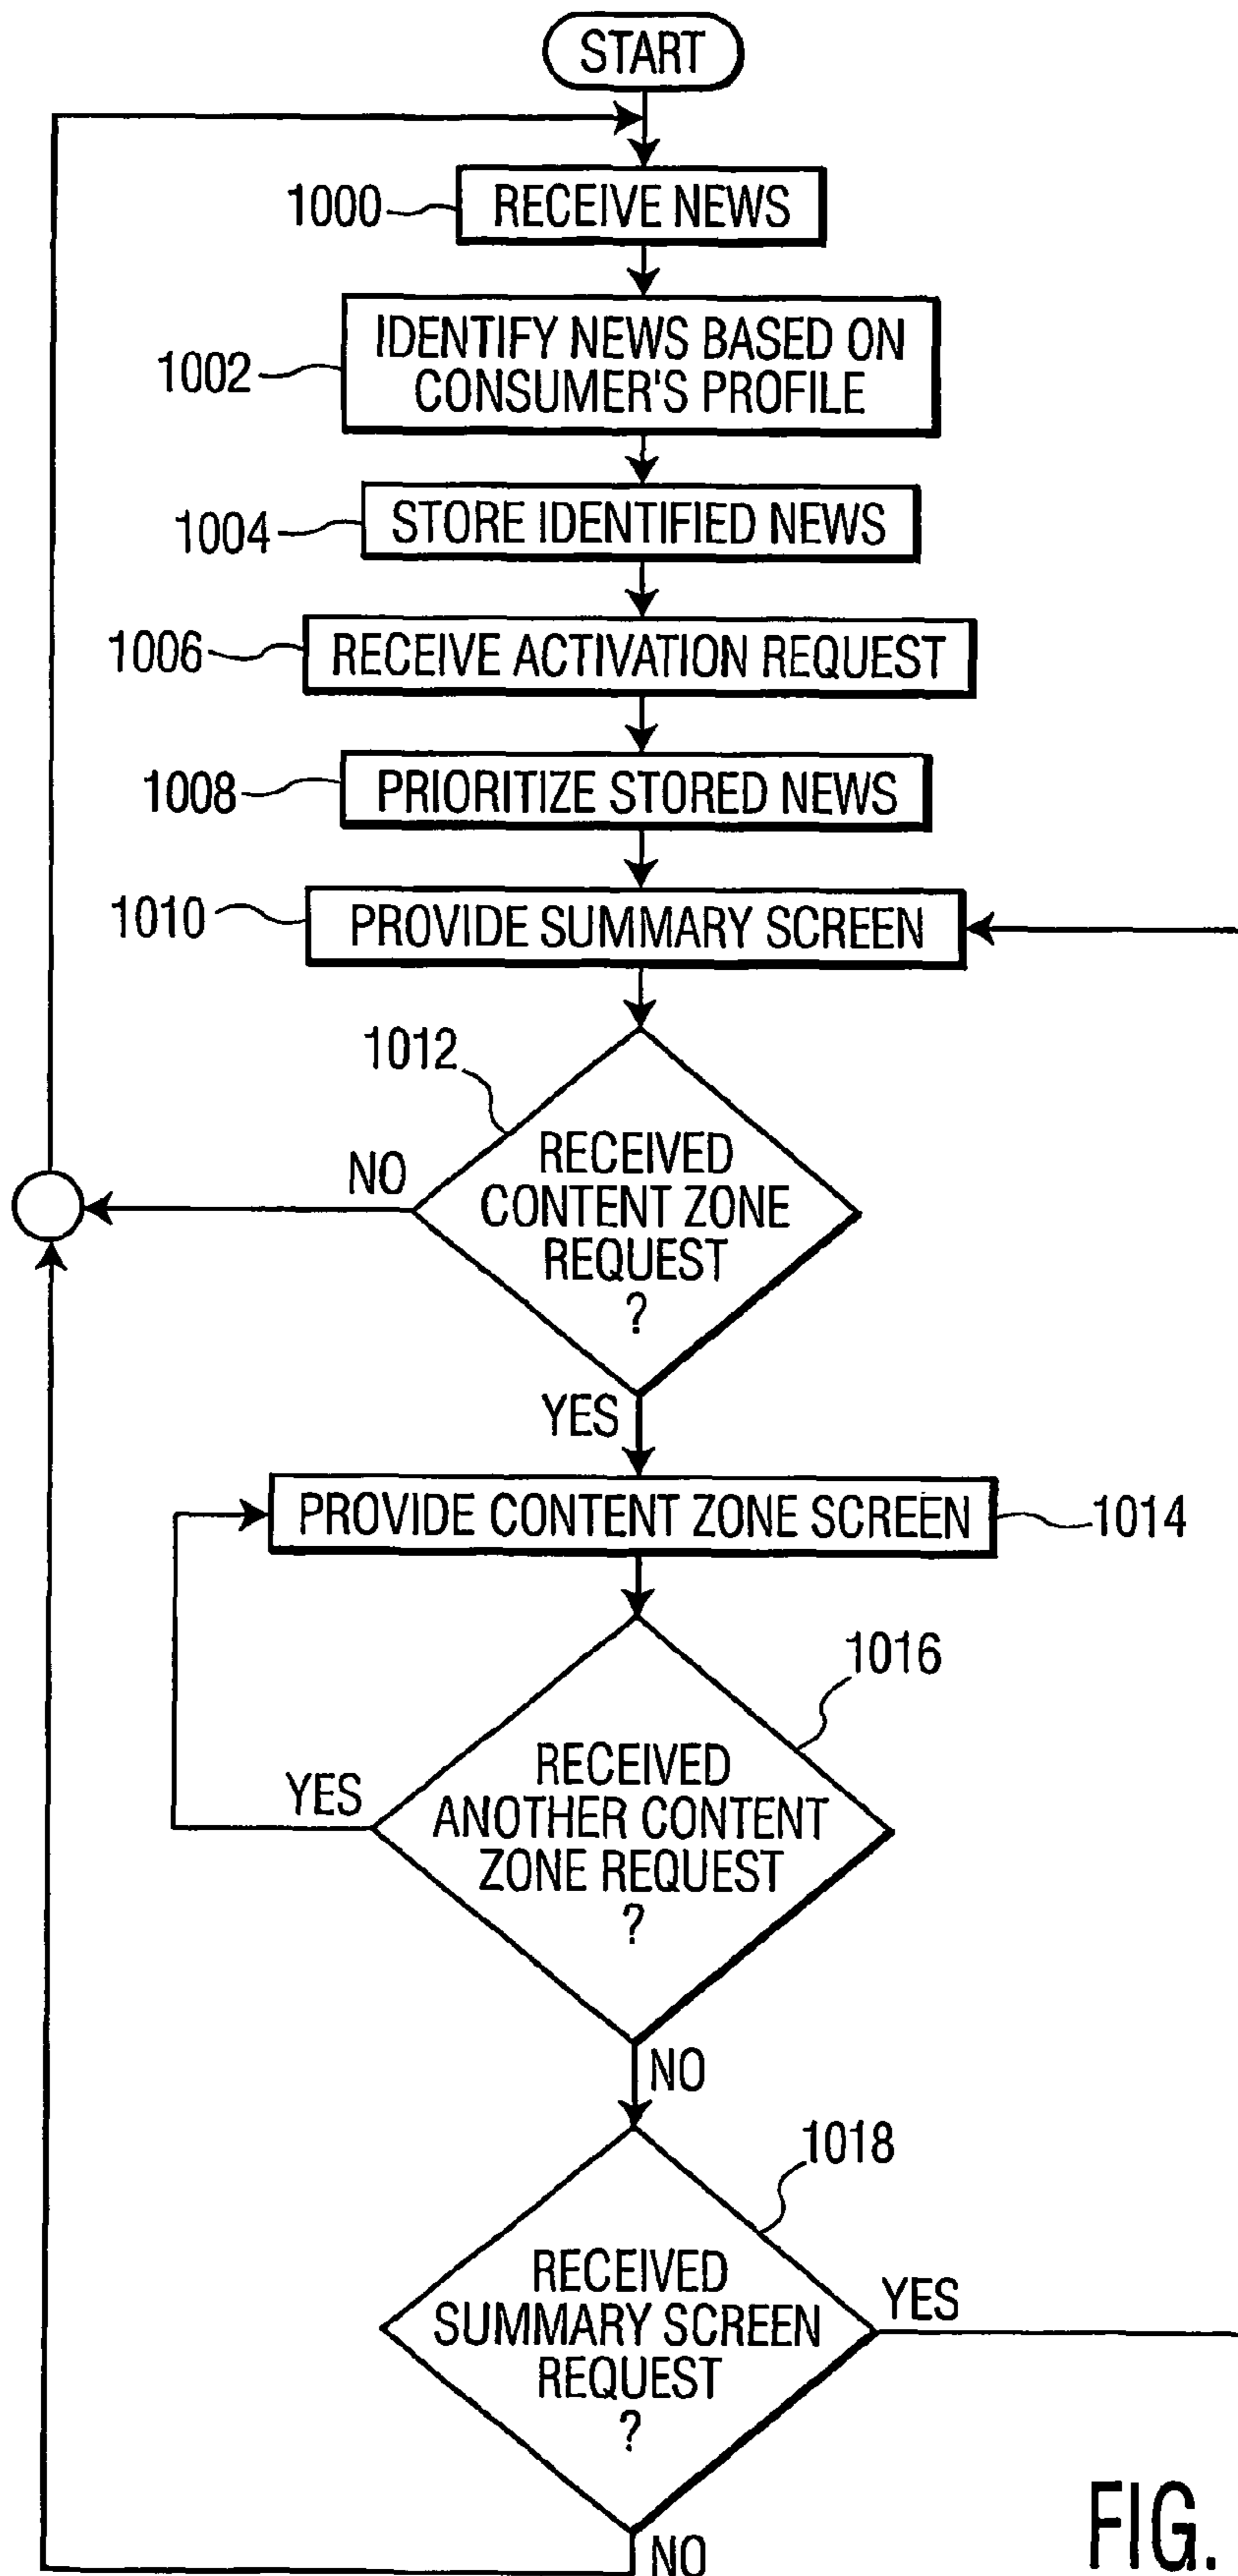 START
1000
RECEIVE NEWS
1002
IDENTIFY NEWS BASED ON
CONSUMER'S PROFILE
1004
STORE IDENTIFIED NEWS
1006
RECEIVE ACTIVATION REQUEST
1008
PRIORITIZE STORED NEWS
1010
PROVIDE SUMMARY SCREEN
1012
RECEIVED
CONTENT ZONE
REQUEST
?
NO
YES
PROVIDE CONTENT ZONE SCREEN
1014
1016
RECEIVED
ANOTHER CONTENT
ZONE REQUEST
?
YES
NO
1018
RECEIVED
SUMMARY SCREEN
REQUEST
?
YES
NO
FIG.